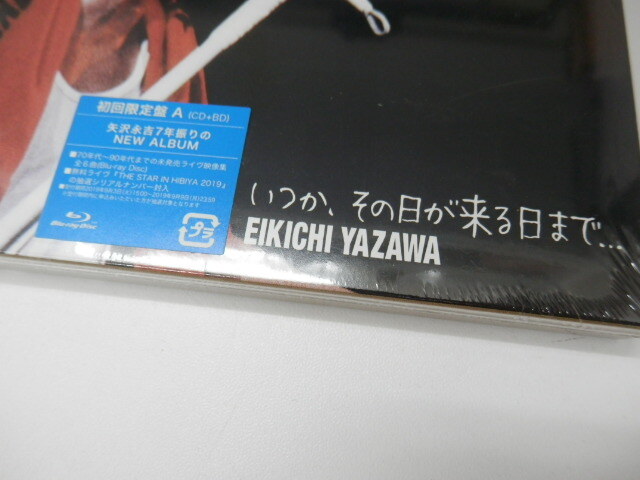 初回限定盤 A (CD+BD)
矢沢永吉7年振りの
NEW ALBUM
■70年代〜90年代までの未発売ライヴ映像集
全6曲(Blu-ray Disc)
■無料ライヴ「THE STAR IN HIBIYA 2019」
の抽選シリアルナンバー封入
Blu-ray Disc
プラ
いつか、その日が来る日まで...
EIKICHI YAZAWA